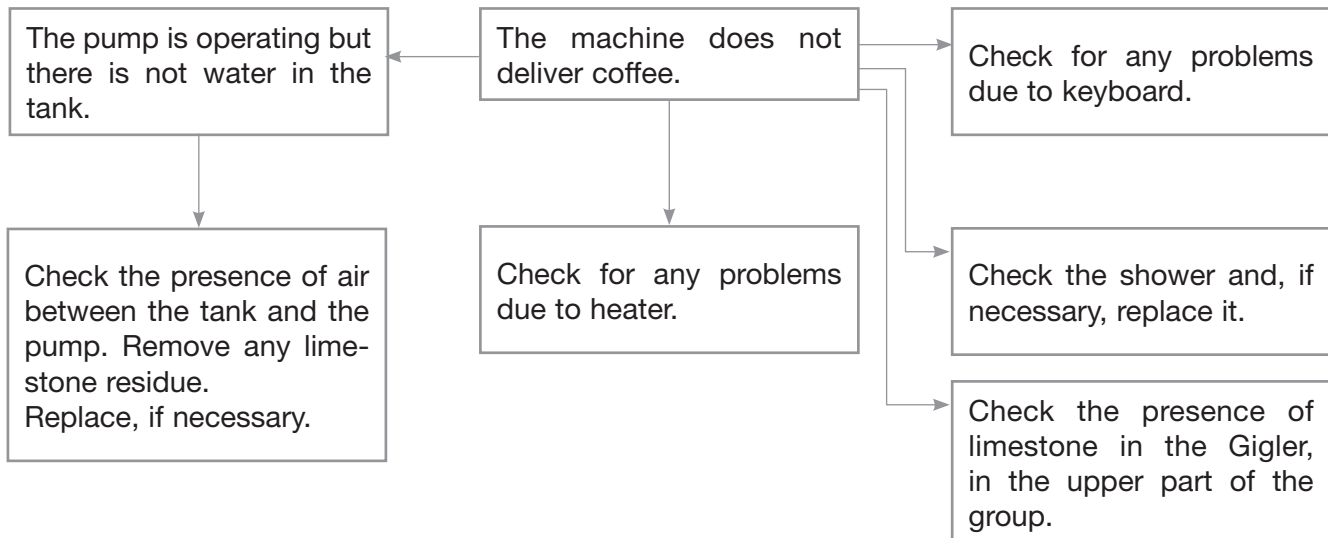 The pump is operating but
there is not water in the
tank.
The machine does not
deliver coffee.
Check for any problems
due to keyboard.
Check the presence of air
between the tank and the
pump. Remove any lime-
stone residue.
Replace, if necessary.
Check for any problems
due to heater.
Check the shower and, if
necessary, replace it.
Check the presence of
limestone in the Gigler,
in the upper part of the
group.